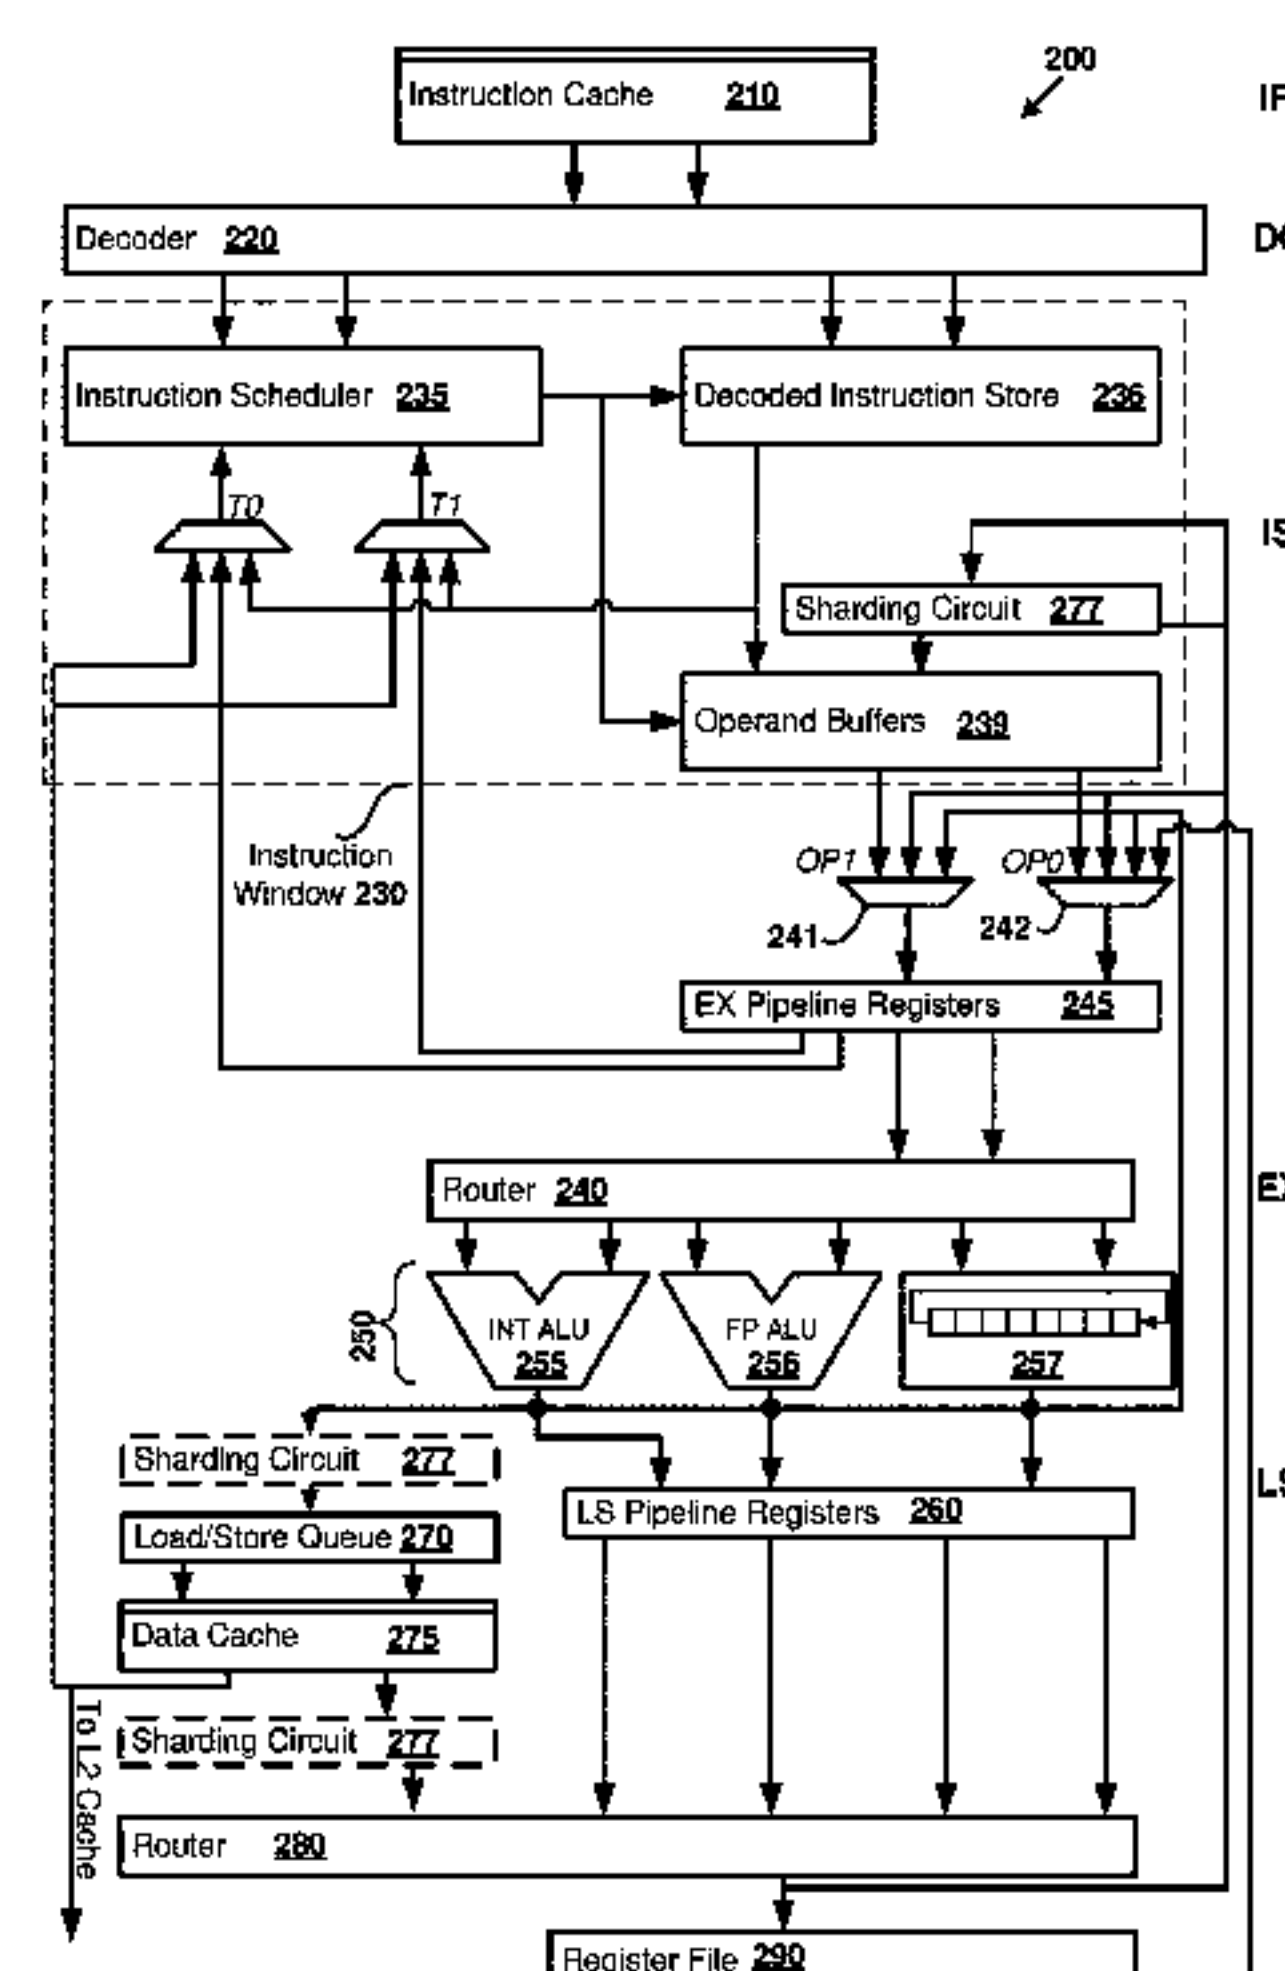 200
Instruction Cache 210
IF
Decoder 220
Instruction Scheduler 235
Decoded Instruction Store 236
T0
T1
IS
Sharding Circuit 277
Operand Buffers 239
Instruction
Window 230
OP1
OP0
241
242
EX Pipeline Registers 245
Router 240
EX
250
INT ALU
255
FP ALU
256
257
Sharding Circuit 277
LS
Load/Store Queue 270
LS Pipeline Registers 260
Data Cache 275
To L2 Cache
Sharding Circuit 277
Router 280
Register File 290